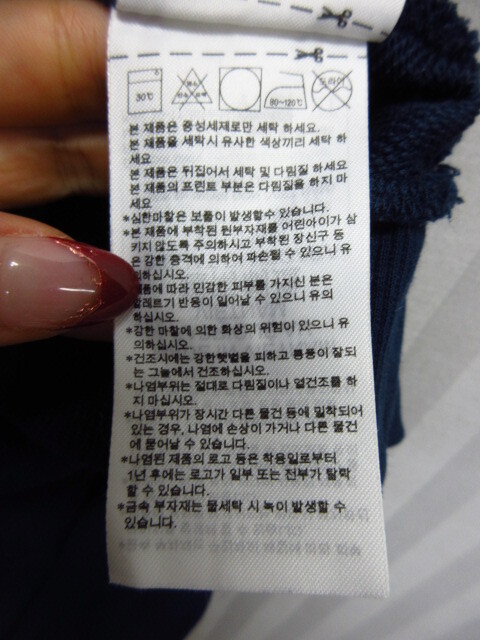 30℃ 80~120℃ 드라이
본 제품은 중성세제로만 세탁 하세요.
본 제품을 세탁시 유사한 색상끼리 세탁 하
세요
본 제품은 뒤집어서 세탁 및 다림질 하세요
본 제품의 프린트 부분은 다림질을 하지 마
세요
*심한마찰은 보풀이 발생할수 있습니다.
*본 제품에 부착된 원부자재를 어린아이가 삼
키지 않도록 주의하시고 부착된 장신구 등
은 강한 충격에 의하여 파손될 수 있으니 유
의하십시오.
따라 민감한 피부를 가지신 분은
알레르기 반응이 일어날 수 있으니 유의
하십시오.
*강한 마찰에 의한 화상의 위험이 있으니 유
의하십시오.
*건조시에는 강한햇볕을 피하고 통풍이 잘되
는 그늘에서 건조하십시오.
*나염부위는 절대로 다림질이나 열건조를 하
지 마십시오.
*나염부위가 장시간 다른 물건 등에 밀착되어
있는 경우, 나염에 손상이 가거나 다른 물건
에 묻어날 수 있습니다.
*나염된 제품의 로고 등은 착용일로부터
1년 후에는 로고가 일부 또는 전부가 탈락
할 수 있습니다.
*금속 부자재는 물세탁 시 녹이 발생할 수
있습니다.